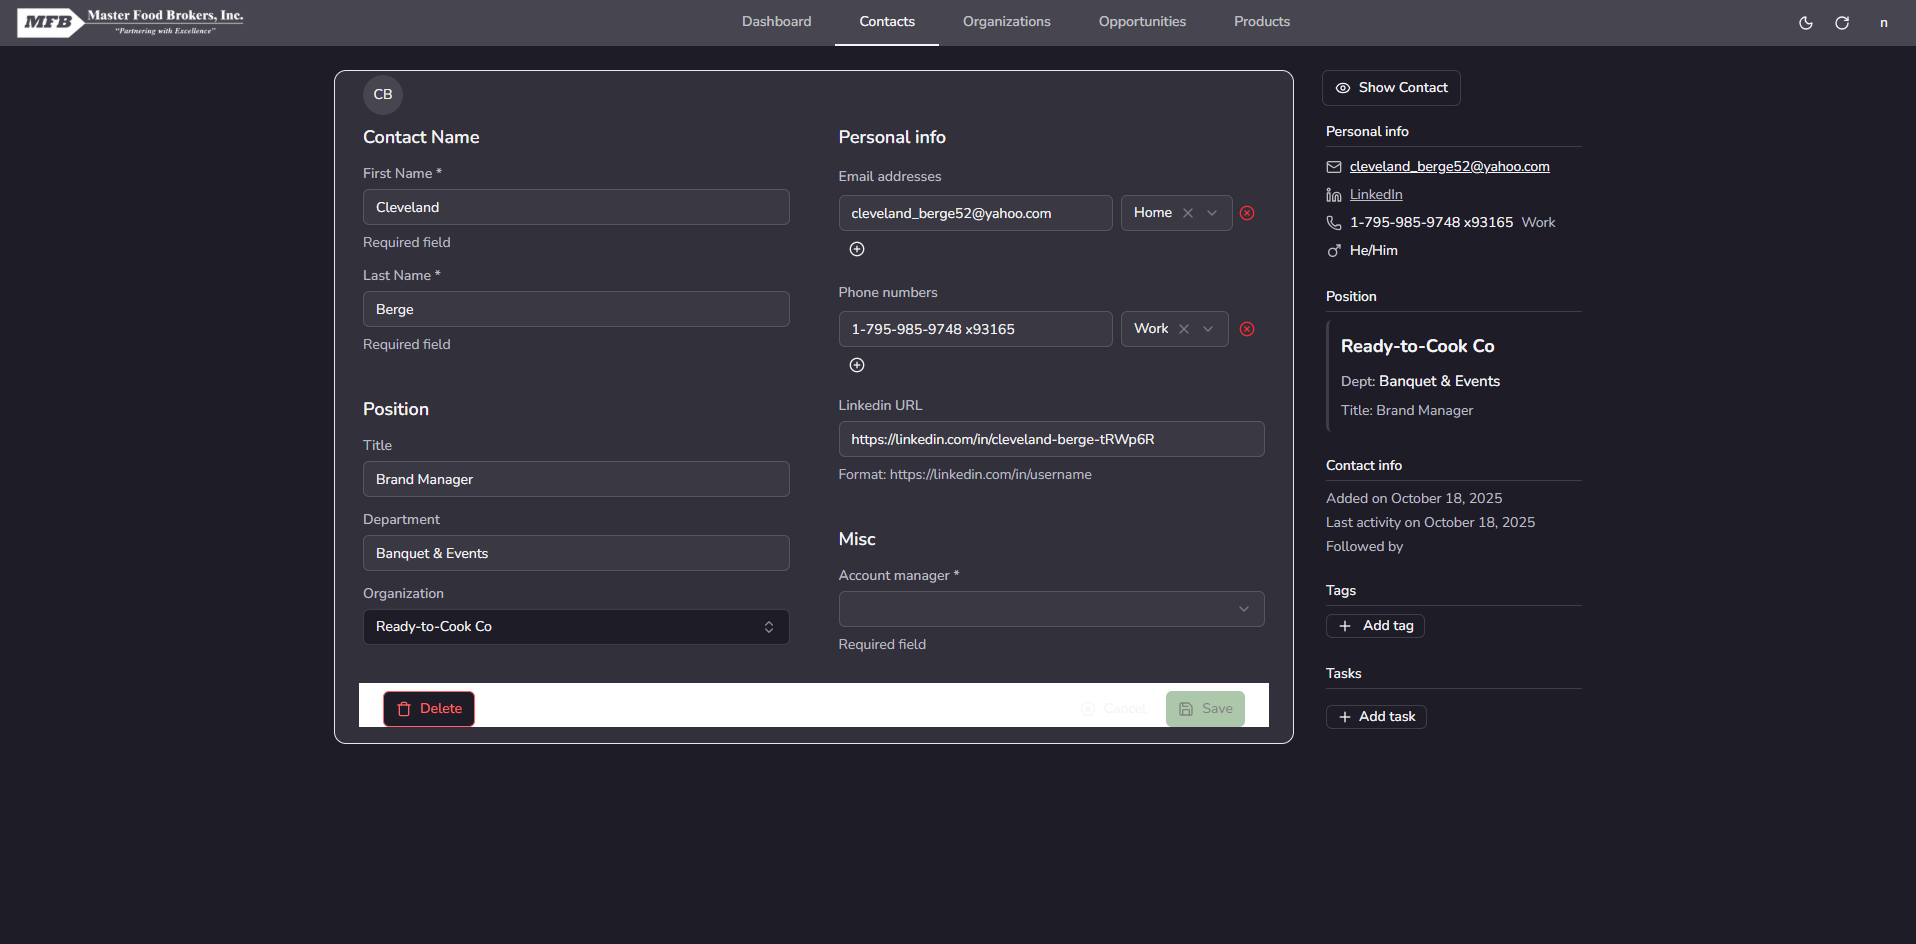 MFB Master Food Brokers, Inc.
"Partnering with Excellence"
Dashboard
Contacts
Organizations
Opportunities
Products
n
CB
Contact Name
First Name *
Cleveland
Required field
Last Name *
Berge
Required field
Position
Title
Brand Manager
Department
Banquet & Events
Organization
Ready-to-Cook Co
Personal info
Email addresses
cleveland_berge52@yahoo.com
Home
Phone numbers
1-795-985-9748 x93165
Work
Linkedin URL
https://linkedin.com/in/cleveland-berge-tRWp6R
Format: https://linkedin.com/in/username
Misc
Account manager *
Required field
Delete
Cancel
Save
Show Contact
Personal info
cleveland_berge52@yahoo.com
LinkedIn
1-795-985-9748 x93165 Work
He/Him
Position
Ready-to-Cook Co
Dept: Banquet & Events
Title: Brand Manager
Contact info
Added on October 18, 2025
Last activity on October 18, 2025
Followed by
Tags
Add tag
Tasks
Add task